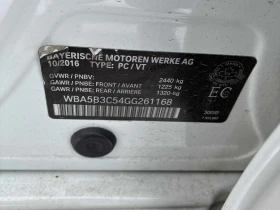 BAYERISCHE MOTOREN WERKE AG
10/2016 TYPE: PC / VT
GVWR / PNBV: 2440 kg
GAWR / PNBE: FRONT / AVANT 1225 kg
GAWR / PNBE: REAR / ARRIERE 1320 kg
WBA5B3C54GG261168
EC